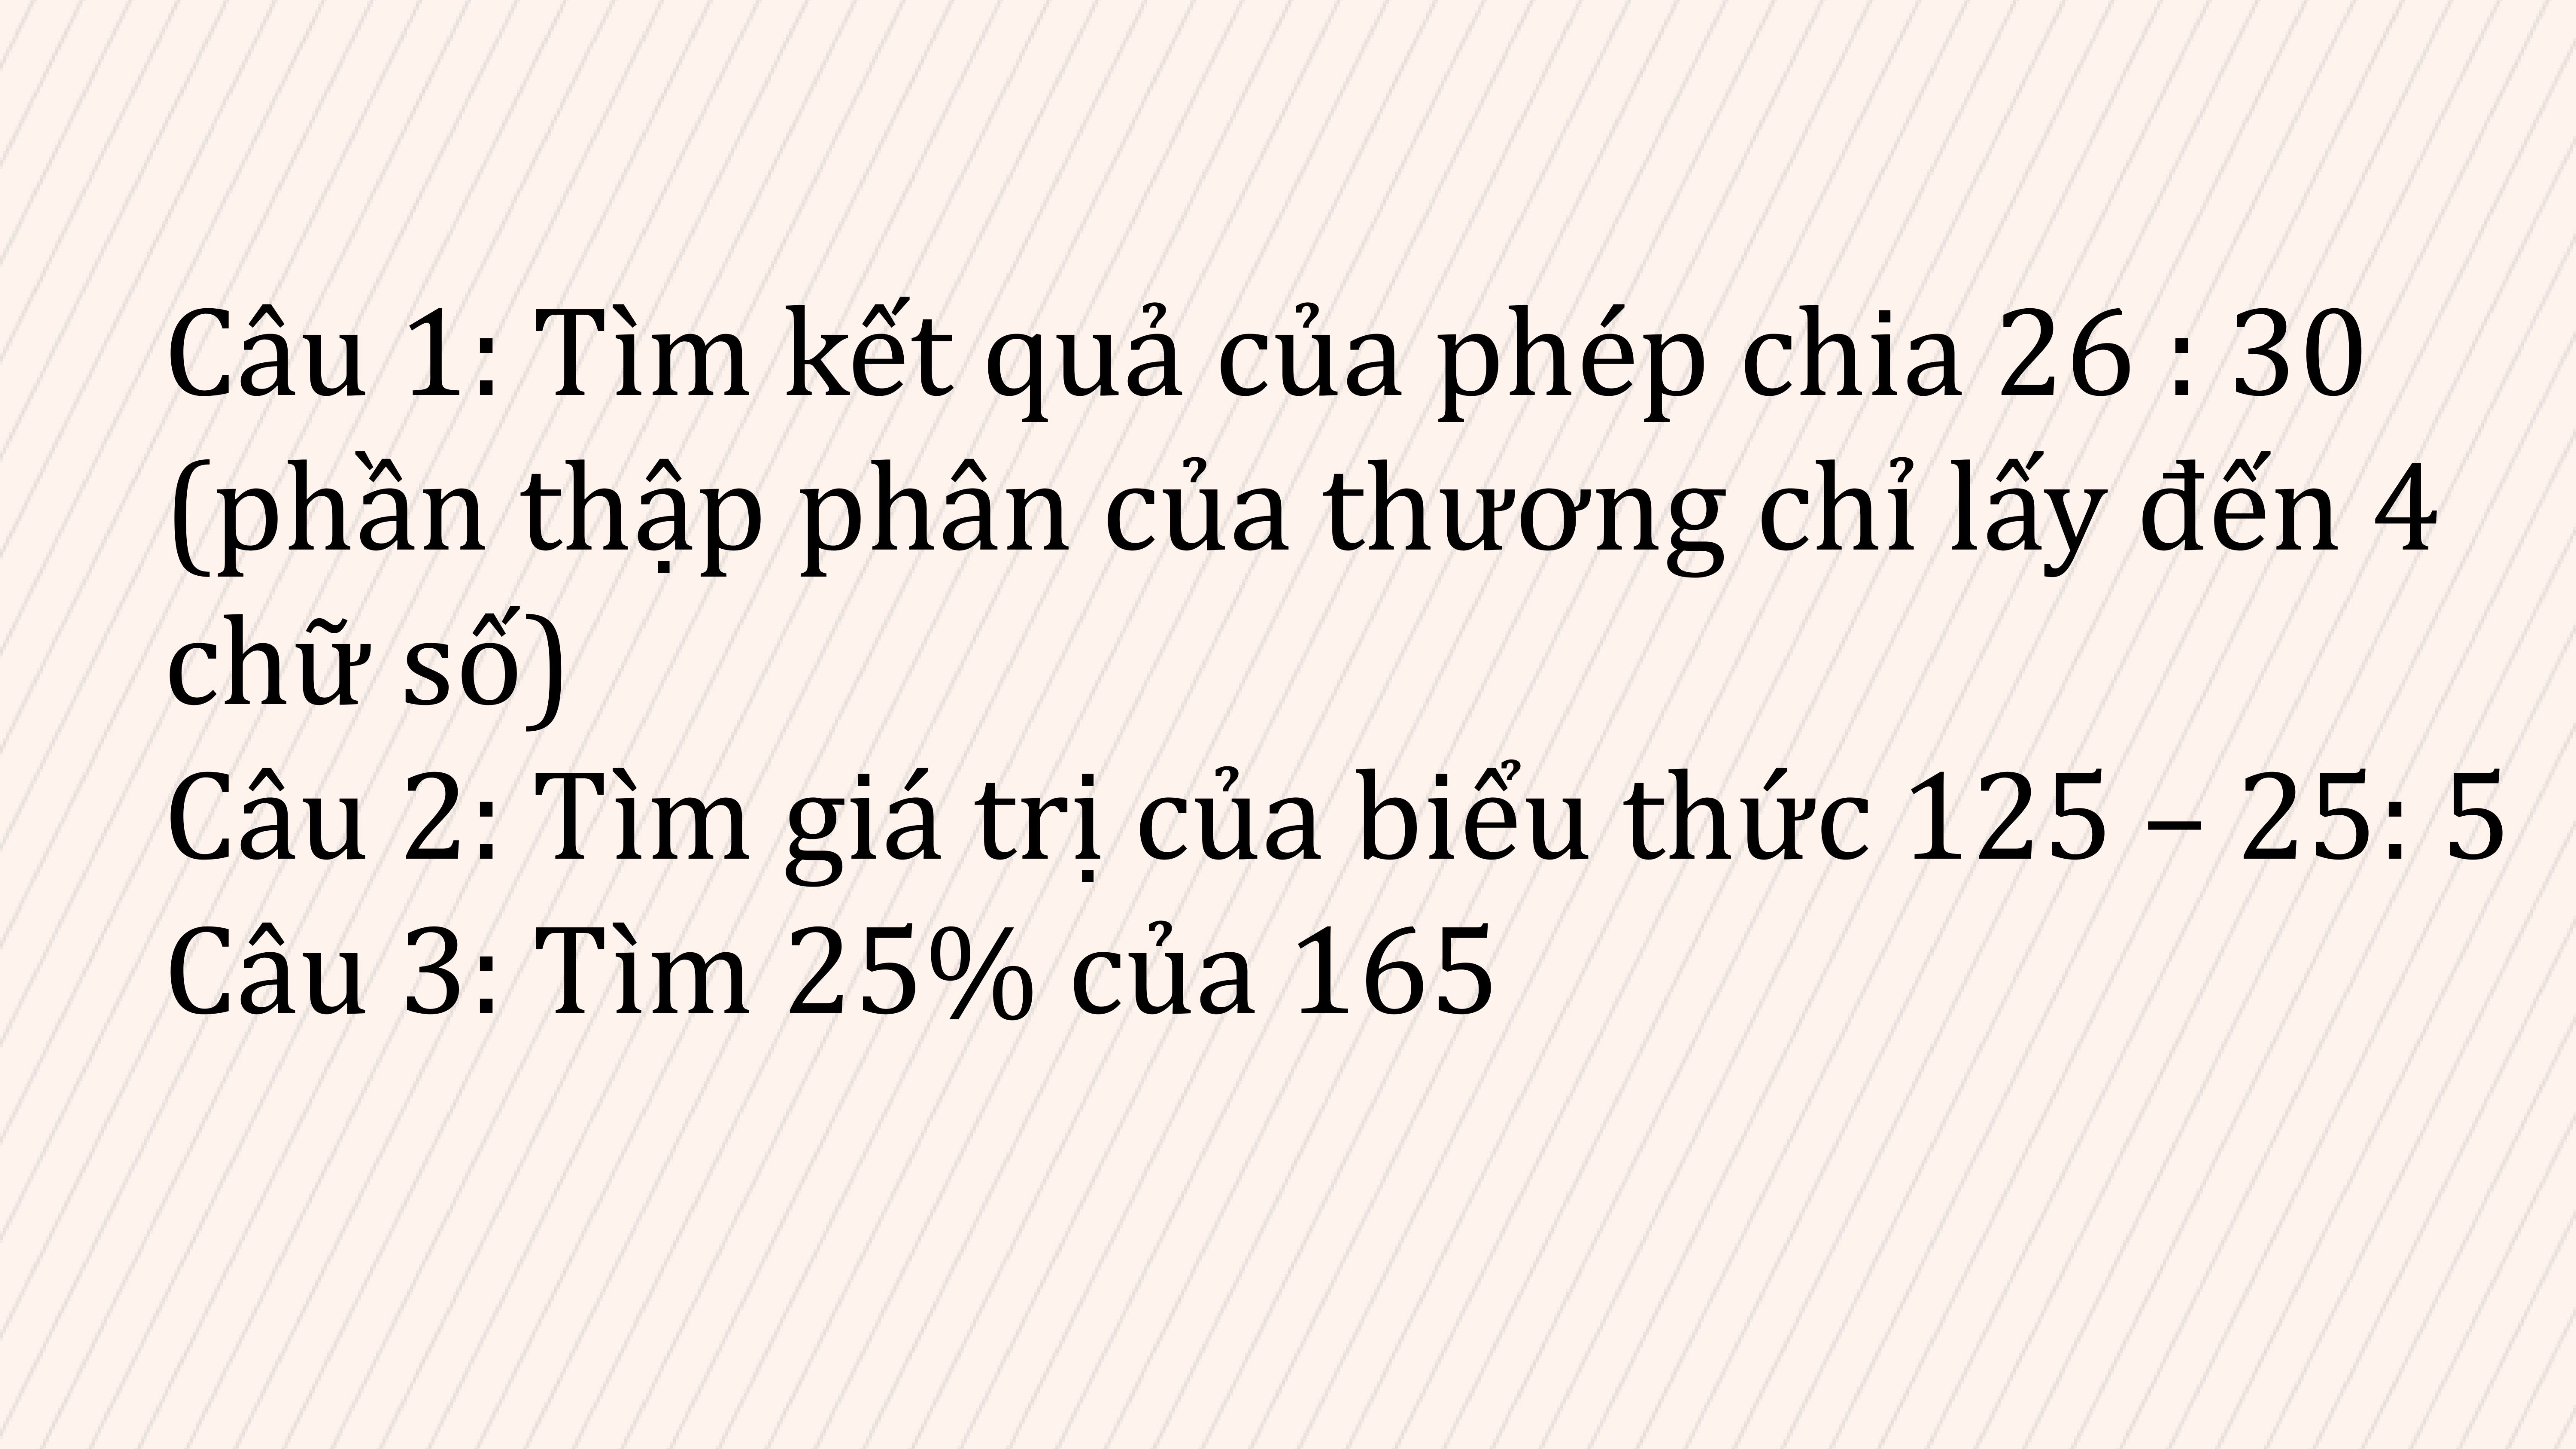 Câu 1: Tìm kết quả của phép chia 26 : 30
(phần thập phân của thương chỉ lấy đến 4
chữ số)
Câu 2: Tìm giá trị của biểu thức 125 – 25: 5
Câu 3: Tìm 25% của 165